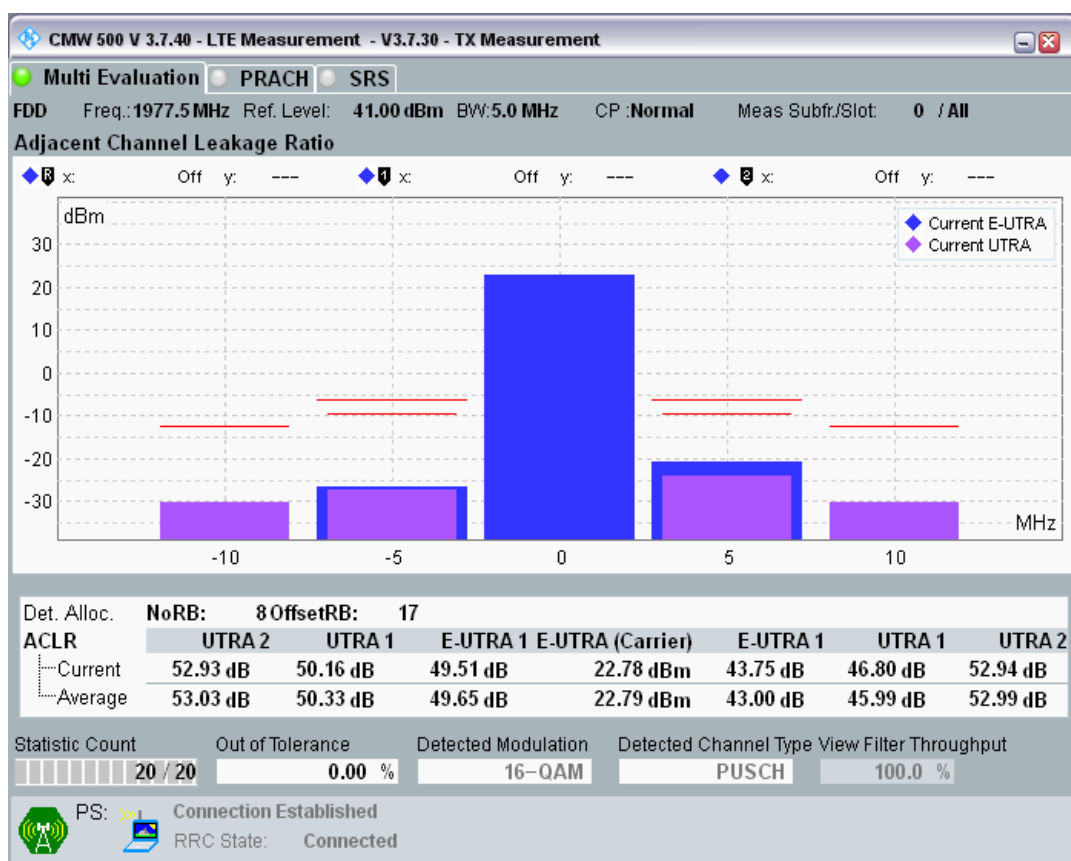 CMW 500 V 3.7.40 - LTE Measurement - V3.7.30 - TX Measurement
Multi Evaluation PRACH SRS
FDD Freq.: 1977.5 MHz Ref. Level: 41.00 dBm BW: 5.0 MHz CP : Normal Meas Subfr./Slot: 0 / All
Adjacent Channel Leakage Ratio
R x: Off y: --- 1 x: Off y: --- 2 x: Off y: ---
dBm
Current E-UTRA
Current UTRA
30
20
10
0
-10
-20
-30
MHz
-10 -5 0 5 10
Det. Alloc. NoRB: 8 OffsetRB: 17
ACLR UTRA 2 UTRA 1 E-UTRA 1 E-UTRA (Carrier) E-UTRA 1 UTRA 1 UTRA 2
Current 52.93 dB 50.16 dB 49.51 dB 22.78 dBm 43.75 dB 46.80 dB 52.94 dB
Average 53.03 dB 50.33 dB 49.65 dB 22.79 dBm 43.00 dB 45.99 dB 52.99 dB
Statistic Count Out of Tolerance Detected Modulation Detected Channel Type View Filter Throughput
20 / 20 0.00 % 16-QAM PUSCH 100.0 %
PS: Connection Established
RRC State: Connected